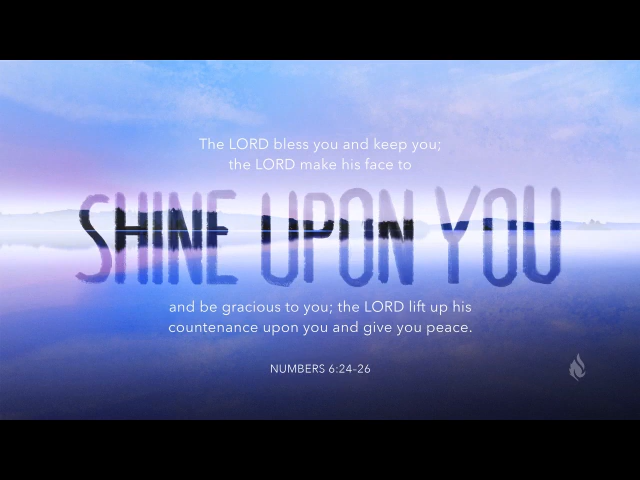 The LORD bless you and keep you;
the LORD make his face to
SHINE UPON YOU
and be gracious to you; the LORD lift up his
countenance upon you and give you peace.
NUMBERS 6:24-26